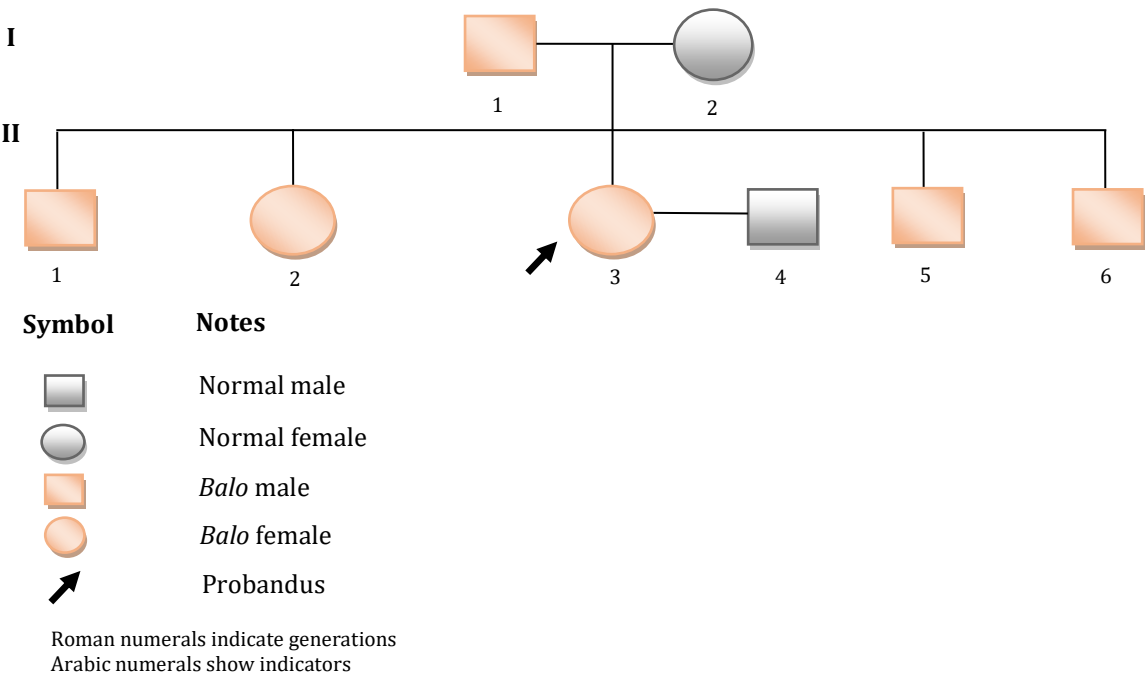 I
1 2
II
1 2 3 4 5 6
Symbol Notes
Normal male
Normal female
Balo male
Balo female
Probandus
Roman numerals indicate generations
Arabic numerals show indicators